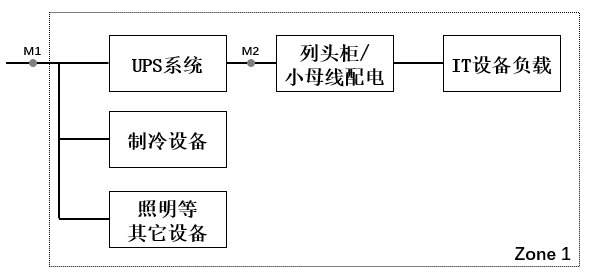 M1
M2
UPS系统
列头柜/
小母线配电
IT设备负载
制冷设备
照明等
其它设备
Zone 1